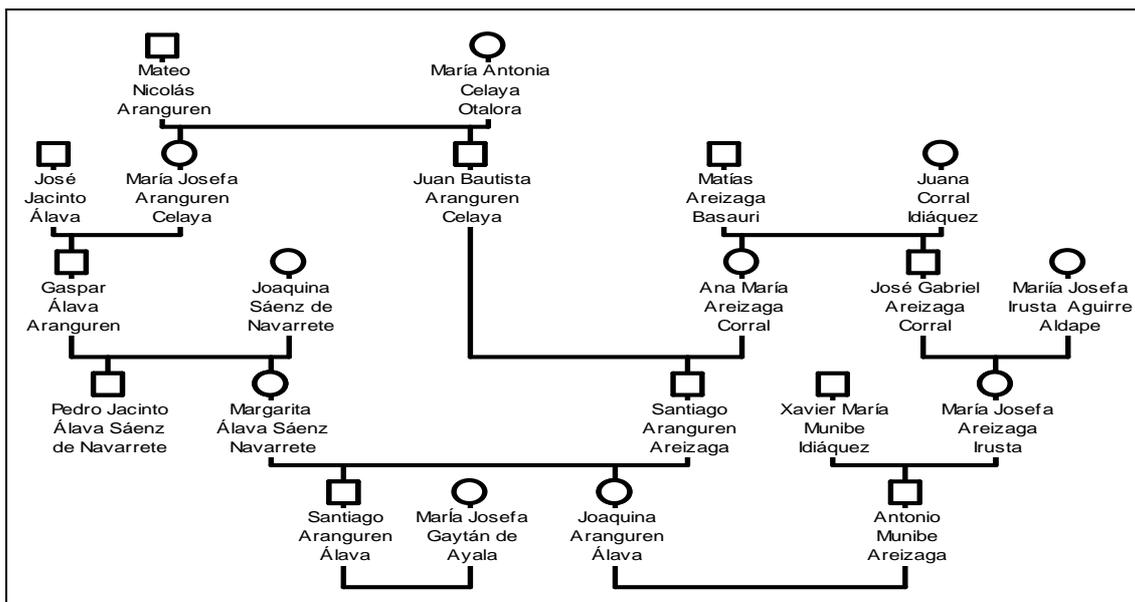 Mateo
Nicolás
Aranguren
María Antonia
Celaya
Otalora
José
Jacinto
Álava
María Josefa
Aranguren
Celaya
Juan Bautista
Aranguren
Celaya
Matías
Areizaga
Basauri
Juana
Corral
Idiáquez
Gaspar
Álava
Aranguren
Joaquina
Sáenz de
Navarrete
Ana María
Areizaga
Corral
José Gabriel
Areizaga
Corral
Mariía Josefa
Irusta Aguirre
Aldape
Pedro Jacinto
Álava Sáenz
de Navarrete
Margarita
Álava Sáenz
Navarrete
Santiago
Aranguren
Areizaga
Xavier María
Munibe
Idiáquez
María Josefa
Areizaga
Irusta
Santiago
Aranguren
Álava
MarÍa Josefa
Gaytán de
Ayala
Joaquina
Aranguren
Álava
Antonio
Munibe
Areizaga